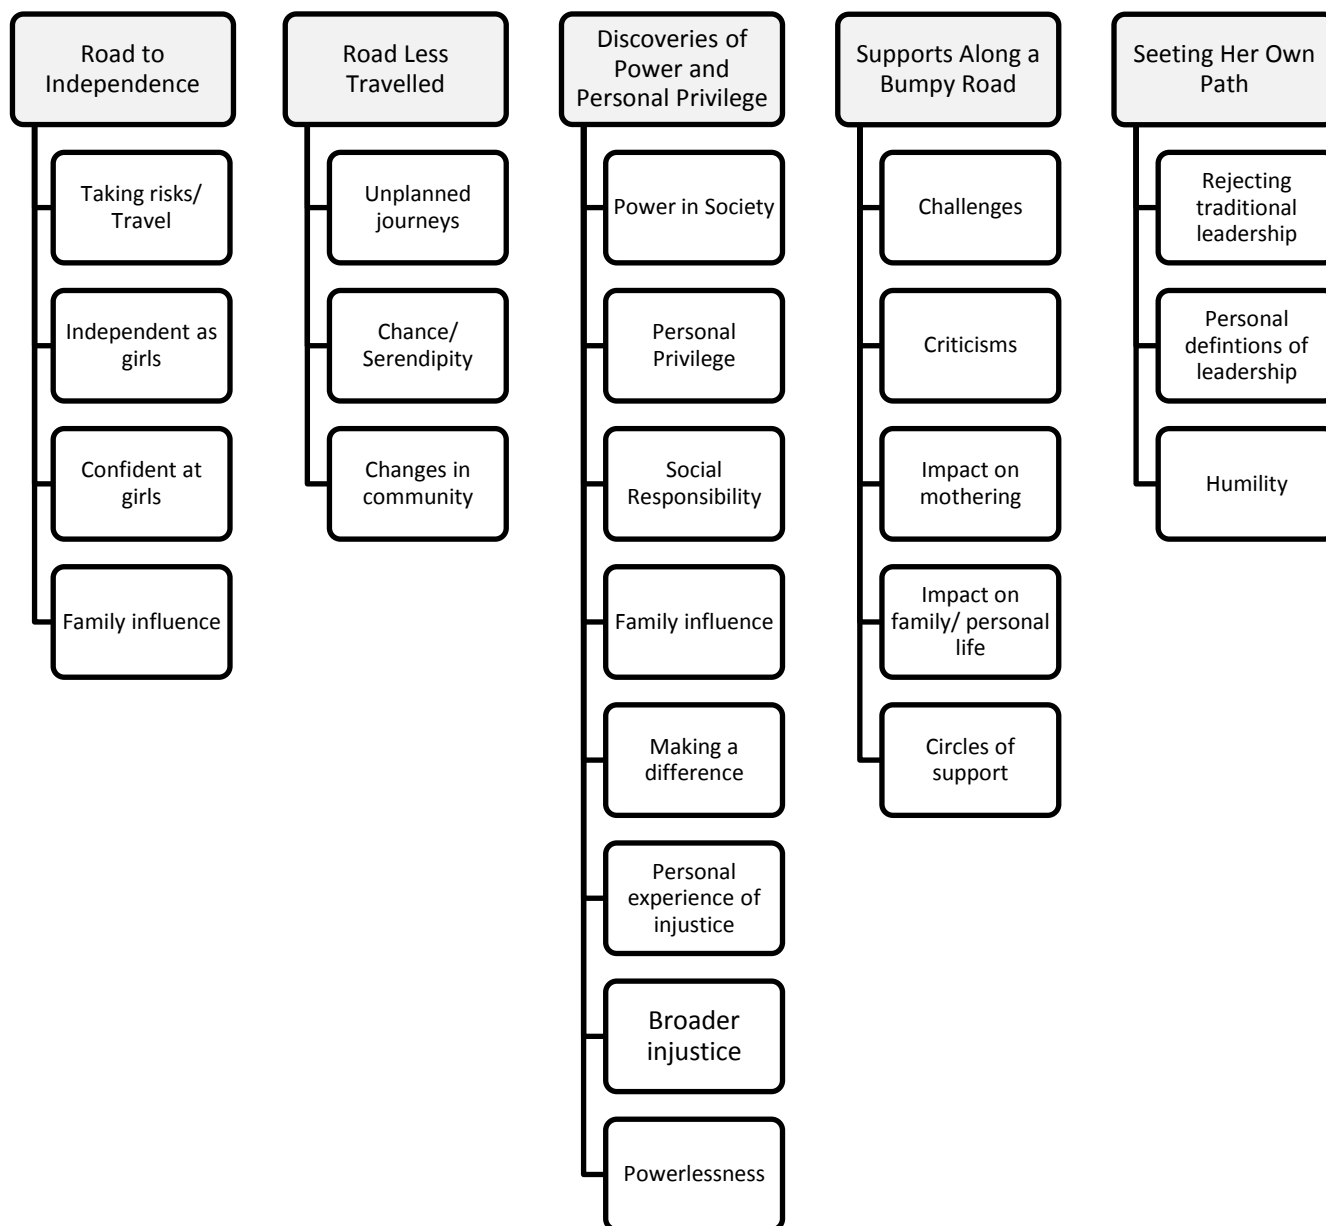 Road to
Independence
Taking risks/
Travel
Independent as
girls
Confident at
girls
Family influence
Road Less
Travelled
Unplanned
journeys
Chance/
Serendipity
Changes in
community
Discoveries of
Power and
Personal Privilege
Power in Society
Personal
Privilege
Social
Responsibility
Family influence
Making a
difference
Personal
experience of
injustice
Broader
injustice
Powerlessness
Supports Along a
Bumpy Road
Challenges
Criticisms
Impact on
mothering
Impact on
family/ personal
life
Circles of
support
Seeting Her Own
Path
Rejecting
traditional
leadership
Personal
defintions of
leadership
Humility